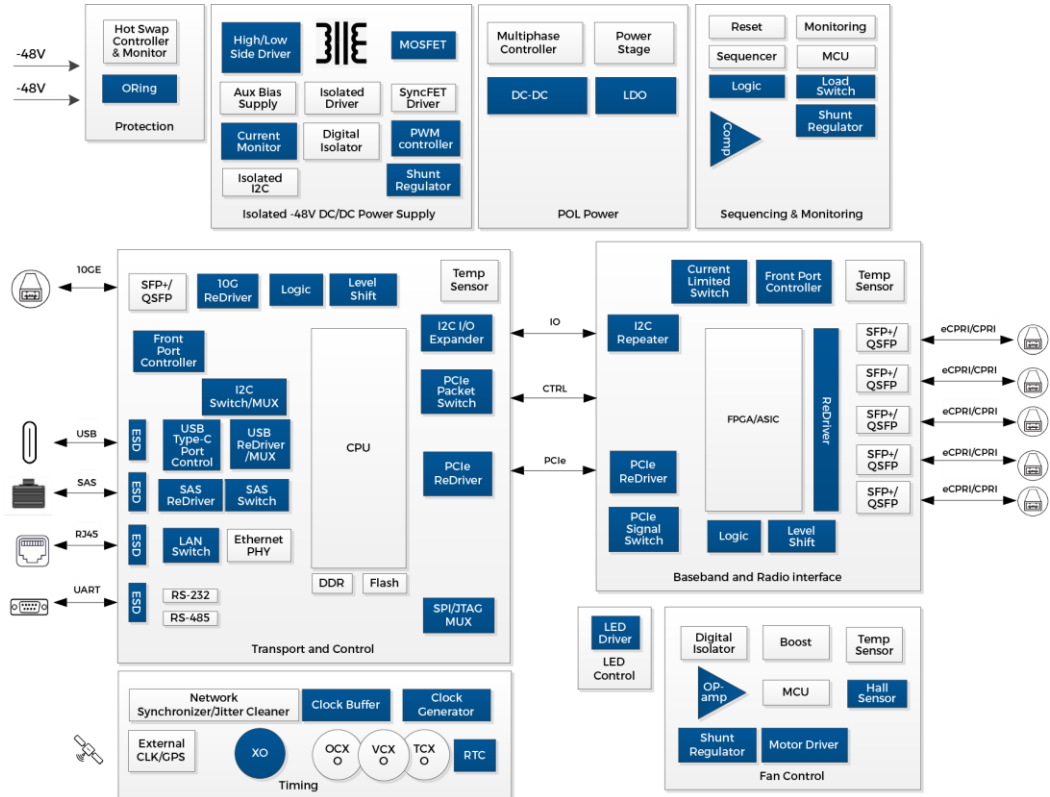 -48V
-48V
Hot Swap
Controller
& Monitor
ORing
Protection
High/Low
Side Driver
MOSFET
Aux Bias
Supply
Isolated
Driver
SyncFET
Driver
Current
Monitor
Digital
Isolator
PWM
controller
Isolated
I2C
Shunt
Regulator
Isolated -48V DC/DC Power Supply
Multiphase
Controller
Power
Stage
DC-DC
LDO
POL Power
Reset
Monitoring
Sequencer
MCU
Logic
Load
Switch
Comp
Shunt
Regulator
Sequencing & Monitoring
10GE
SFP+/
QSFP
10G
ReDriver
Logic
Level
Shift
Temp
Sensor
Front
Port
Controller
I2C I/O
Expander
I2C
Switch/MUX
PCIe
Packet
Switch
CPU
USB
ESD
USB
Type-C
Port
Control
USB
ReDriver
/MUX
PCIe
ReDriver
SAS
ESD
SAS
ReDriver
SAS
Switch
RJ45
ESD
LAN
Switch
Ethernet
PHY
UART
ESD
RS-232
RS-485
DDR
Flash
SPI/JTAG
MUX
Transport and Control
IO
CTRL
PCIe
Current
Limited
Switch
Front Port
Controller
Temp
Sensor
I2C
Repeater
FPGA/ASIC
ReDriver
SFP+/
QSFP
eCPRI/CPRI
SFP+/
QSFP
eCPRI/CPRI
SFP+/
QSFP
eCPRI/CPRI
SFP+/
QSFP
eCPRI/CPRI
SFP+/
QSFP
eCPRI/CPRI
PCIe
ReDriver
PCIe
Signal
Switch
Logic
Level
Shift
Baseband and Radio interface
LED
Driver
LED
Control
Digital
Isolator
Boost
Temp
Sensor
OP-
amp
MCU
Hall
Sensor
Shunt
Regulator
Motor Driver
Fan Control
Network
Synchronizer/Jitter Cleaner
Clock Buffer
Clock
Generator
External
CLK/GPS
XO
OCX
O
VCX
O
TCX
O
RTC
Timing